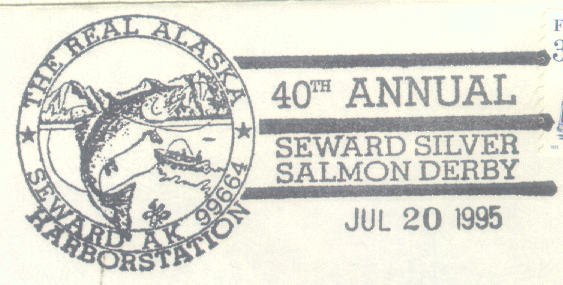 THE REAL ALASKA
SEWARD AK 99664
HARBORSTATION
40TH ANNUAL
SEWARD SILVER
SALMON DERBY
JUL 20 1995